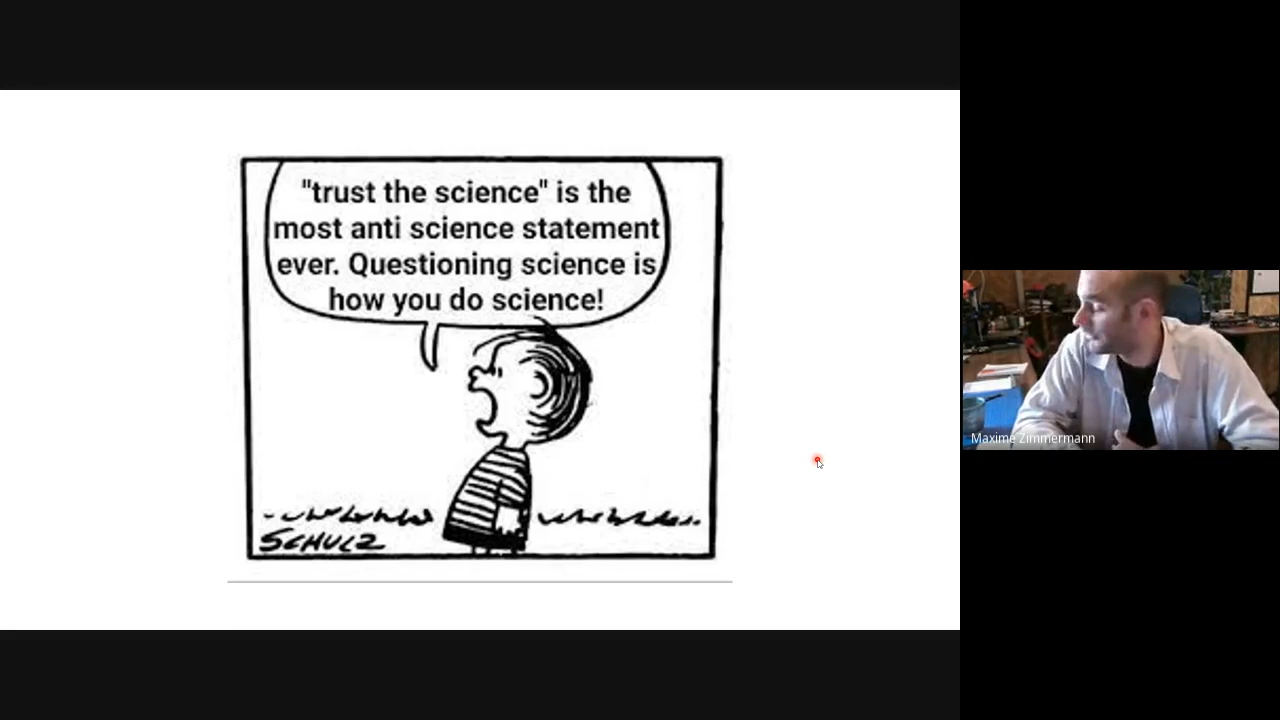 "trust the science" is the
most anti science statement
ever. Questioning science is
how you do science!
SCHULZ
Maxime Zimmermann